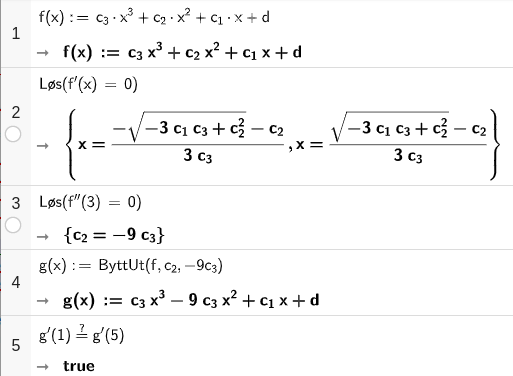 1
f(x) := c₃ · x³ + c₂ · x² + c₁ · x + d
→ f(x) := c₃ x³ + c₂ x² + c₁ x + d
2
Løs(f′(x) = 0)
→ { x = (−√(−3 c₁ c₃ + c₂²) − c₂) / (3 c₃) , x = (√(−3 c₁ c₃ + c₂²) − c₂) / (3 c₃) }
3
Løs(f″(3) = 0)
→ {c₂ = −9 c₃}
4
g(x) := ByttUt(f, c₂, −9c₃)
→ g(x) := c₃ x³ − 9 c₃ x² + c₁ x + d
5
g′(1) ≟ g′(5)
→ true